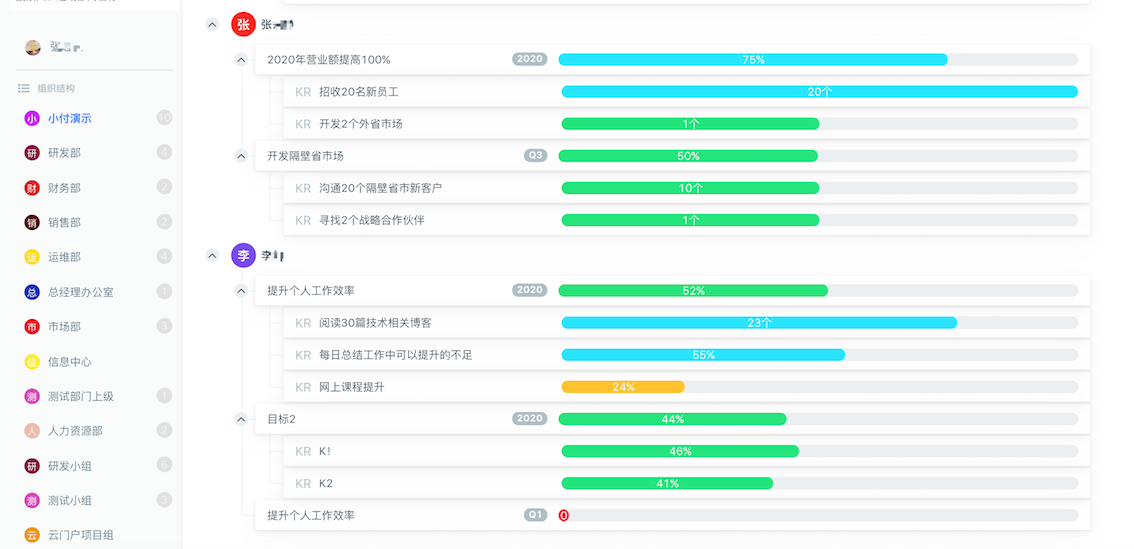 张
组织结构
小 小付演示 10
研 研发部 4
财 财务部 2
销 销售部 2
运 运维部 4
总 总经理办公室 1
市 市场部 3
信 信息中心
测 测试部门上级 1
人 人力资源部 2
研 研发小组 6
测 测试小组 3
云 云门户项目组
张 张
2020年营业额提高100% 2020 75%
KR 招收20名新员工 20个
KR 开发2个外省市场 1个
开发隔壁省市场 Q3 50%
KR 沟通20个隔壁省市新客户 10个
KR 寻找2个战略合作伙伴 1个
李 李
提升个人工作效率 2020 52%
KR 阅读30篇技术相关博客 23个
KR 每日总结工作中可以提升的不足 55%
KR 网上课程提升 24%
目标2 2020 44%
KR K! 46%
KR K2 41%
提升个人工作效率 Q1 0